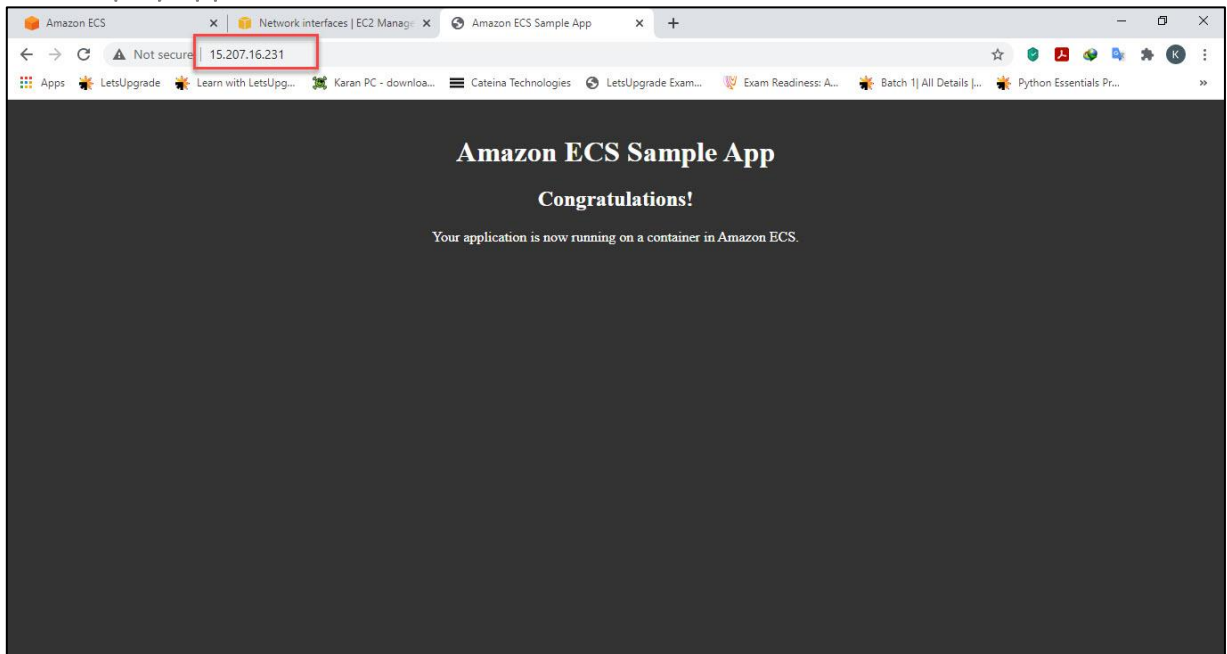 Amazon ECS
Network interfaces | EC2 Manage
Amazon ECS Sample App
Not secure
15.207.16.231
K
Apps
LetsUpgrade
Learn with LetsUpg...
Karan PC - downloa...
Cateina Technologies
LetsUpgrade Exam...
Exam Readiness: A...
Batch 1| All Details |...
Python Essentials Pr...
»
Amazon ECS Sample App
Congratulations!
Your application is now running on a container in Amazon ECS.